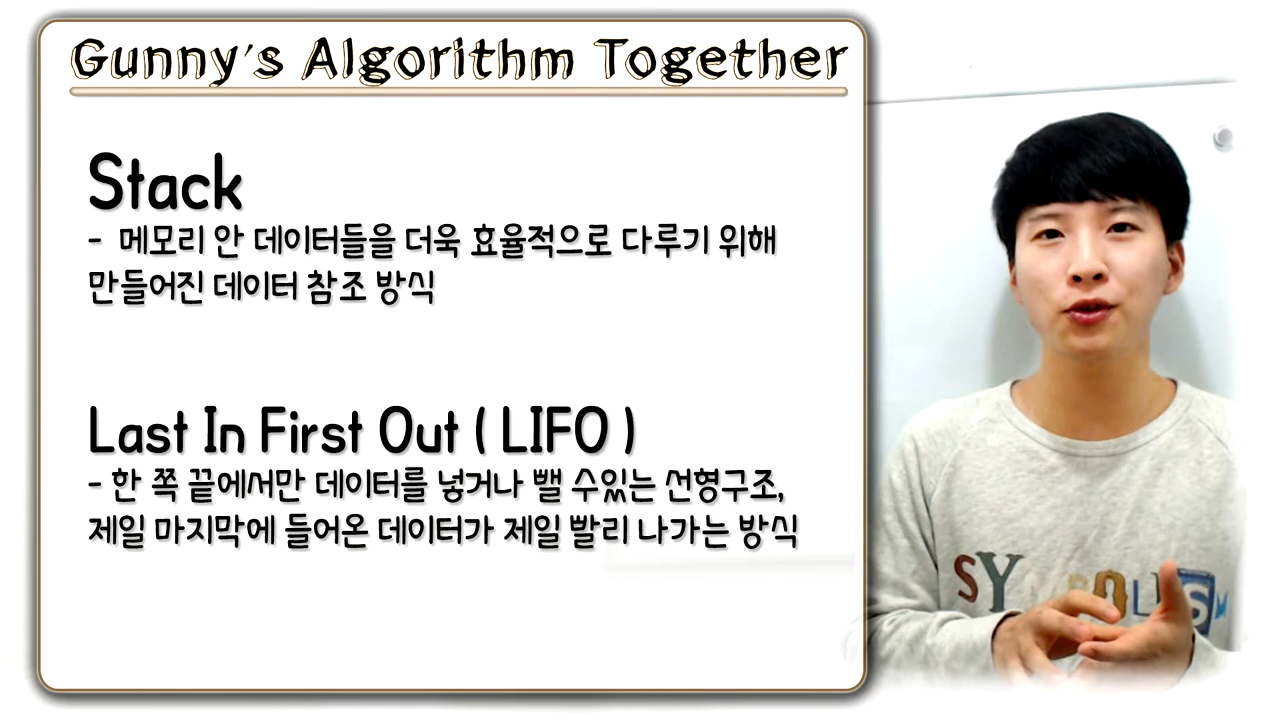 Gunny's Algorithm Together
Stack
- 메모리 안 데이터들을 더욱 효율적으로 다루기 위해
만들어진 데이터 참조 방식
Last In First Out ( LIFO )
- 한 쪽 끝에서만 데이터를 넣거나 뺄 수있는 선형구조,
제일 마지막에 들어온 데이터가 제일 빨리 나가는 방식